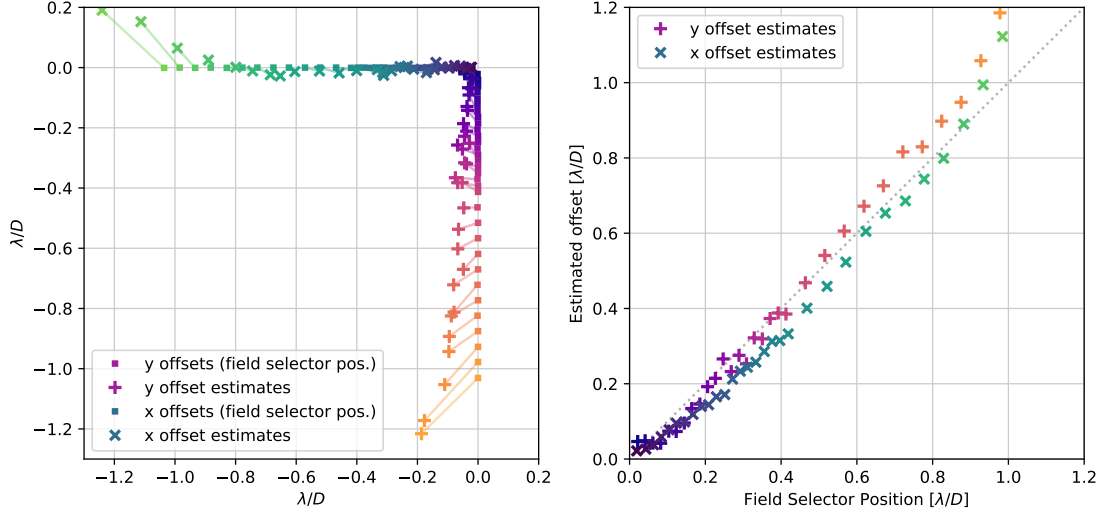 0.2
0.0
−0.2
−0.4
−0.6
−0.8
−1.0
−1.2
λ/D
y offsets (field selector pos.)
y offset estimates
x offsets (field selector pos.)
x offset estimates
−1.2 −1.0 −0.8 −0.6 −0.4 −0.2 0.0 0.2
λ/D
1.2
1.0
0.8
0.6
0.4
0.2
0.0
Estimated offset [λ/D]
y offset estimates
x offset estimates
0.0 0.2 0.4 0.6 0.8 1.0 1.2
Field Selector Position [λ/D]